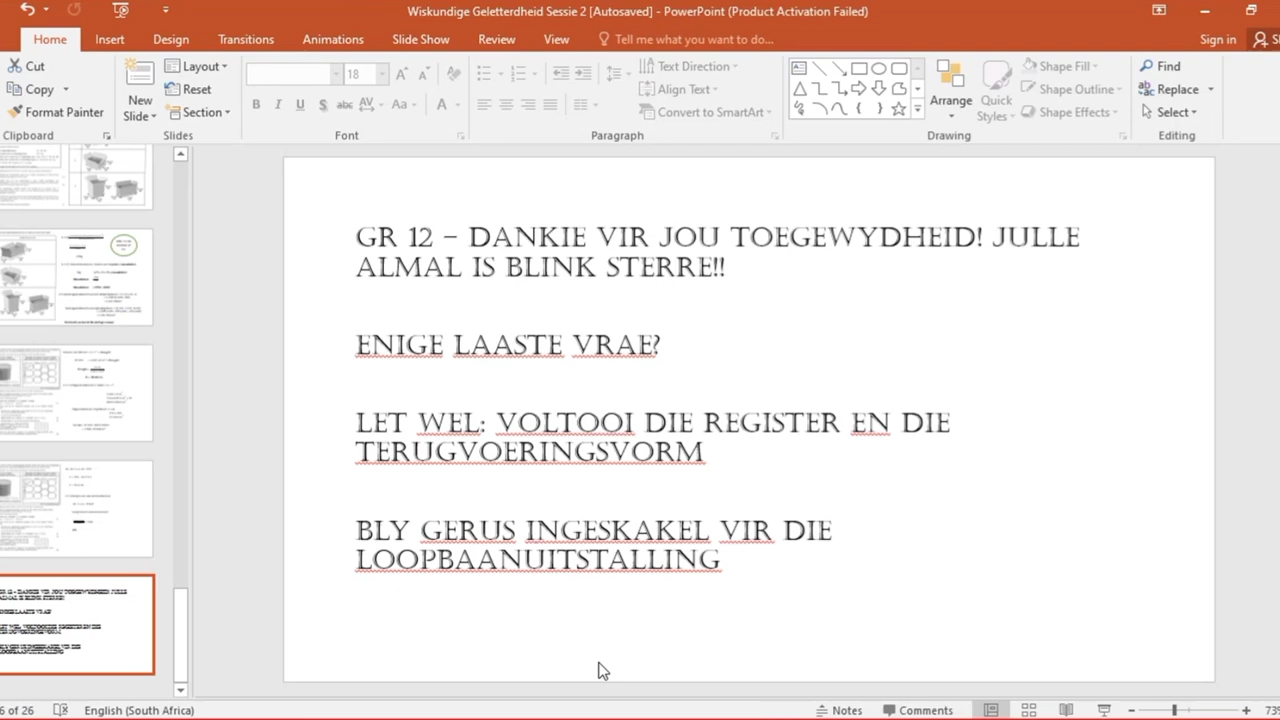 Wiskundige Geletterdheid Sessie 2 [Autosaved] - PowerPoint (Product Activation Failed)
Home Insert Design Transitions Animations Slide Show Review View Tell me what you want to do... Sign in
Cut
Copy
Format Painter
Clipboard
New Slide
Layout
Reset
Section
Slides
18
B I U S abc AV Aa A
Font
Text Direction
Align Text
Convert to SmartArt
Paragraph
Arrange
Quick Styles
Shape Fill
Shape Outline
Shape Effects
Drawing
Find
Replace
Select
Editing
GR 12 – DANKIE VIR JOU TOEGEWYDHEID! JULLE
ALMAL IS BLINK STERRE!!
ENIGE LAASTE VRAE?
LET WEL: VOLTOOI DIE REGISTER EN DIE
TERUGVOERINGSVORM
BLY GERUS INGESKAKEL VIR DIE
LOOPBAANUITSTALLING
6 of 26 English (South Africa) Notes Comments 73%